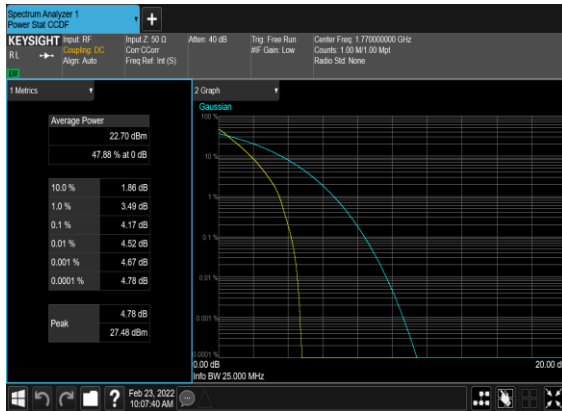 Spectrum Analyzer 1
Power Stat CCDF
+
KEYSIGHT
RL
Input: RF
Coupling: DC
Align: Auto
Input Z: 50 Ω
Corr CCorr
Freq Ref: Int (S)
Atten: 40 dB
Trig: Free Run
#IF Gain: Low
Center Freq: 1.770000000 GHz
Counts: 1.00 M/1.00 Mpt
Radio Std: None
1 Metrics
Average Power
22.70 dBm
47.88 % at 0 dB
10.0 % 1.86 dB
1.0 % 3.49 dB
0.1 % 4.17 dB
0.01 % 4.52 dB
0.001 % 4.67 dB
0.0001 % 4.78 dB
Peak
4.78 dB
27.48 dBm
2 Graph
Gaussian
100 %
10 %
1 %
0.1 %
0.01 %
0.001 %
0.0001 %
0.00 dB
20.00 d
Info BW 25.000 MHz
?
Feb 23, 2022
10:07:40 AM